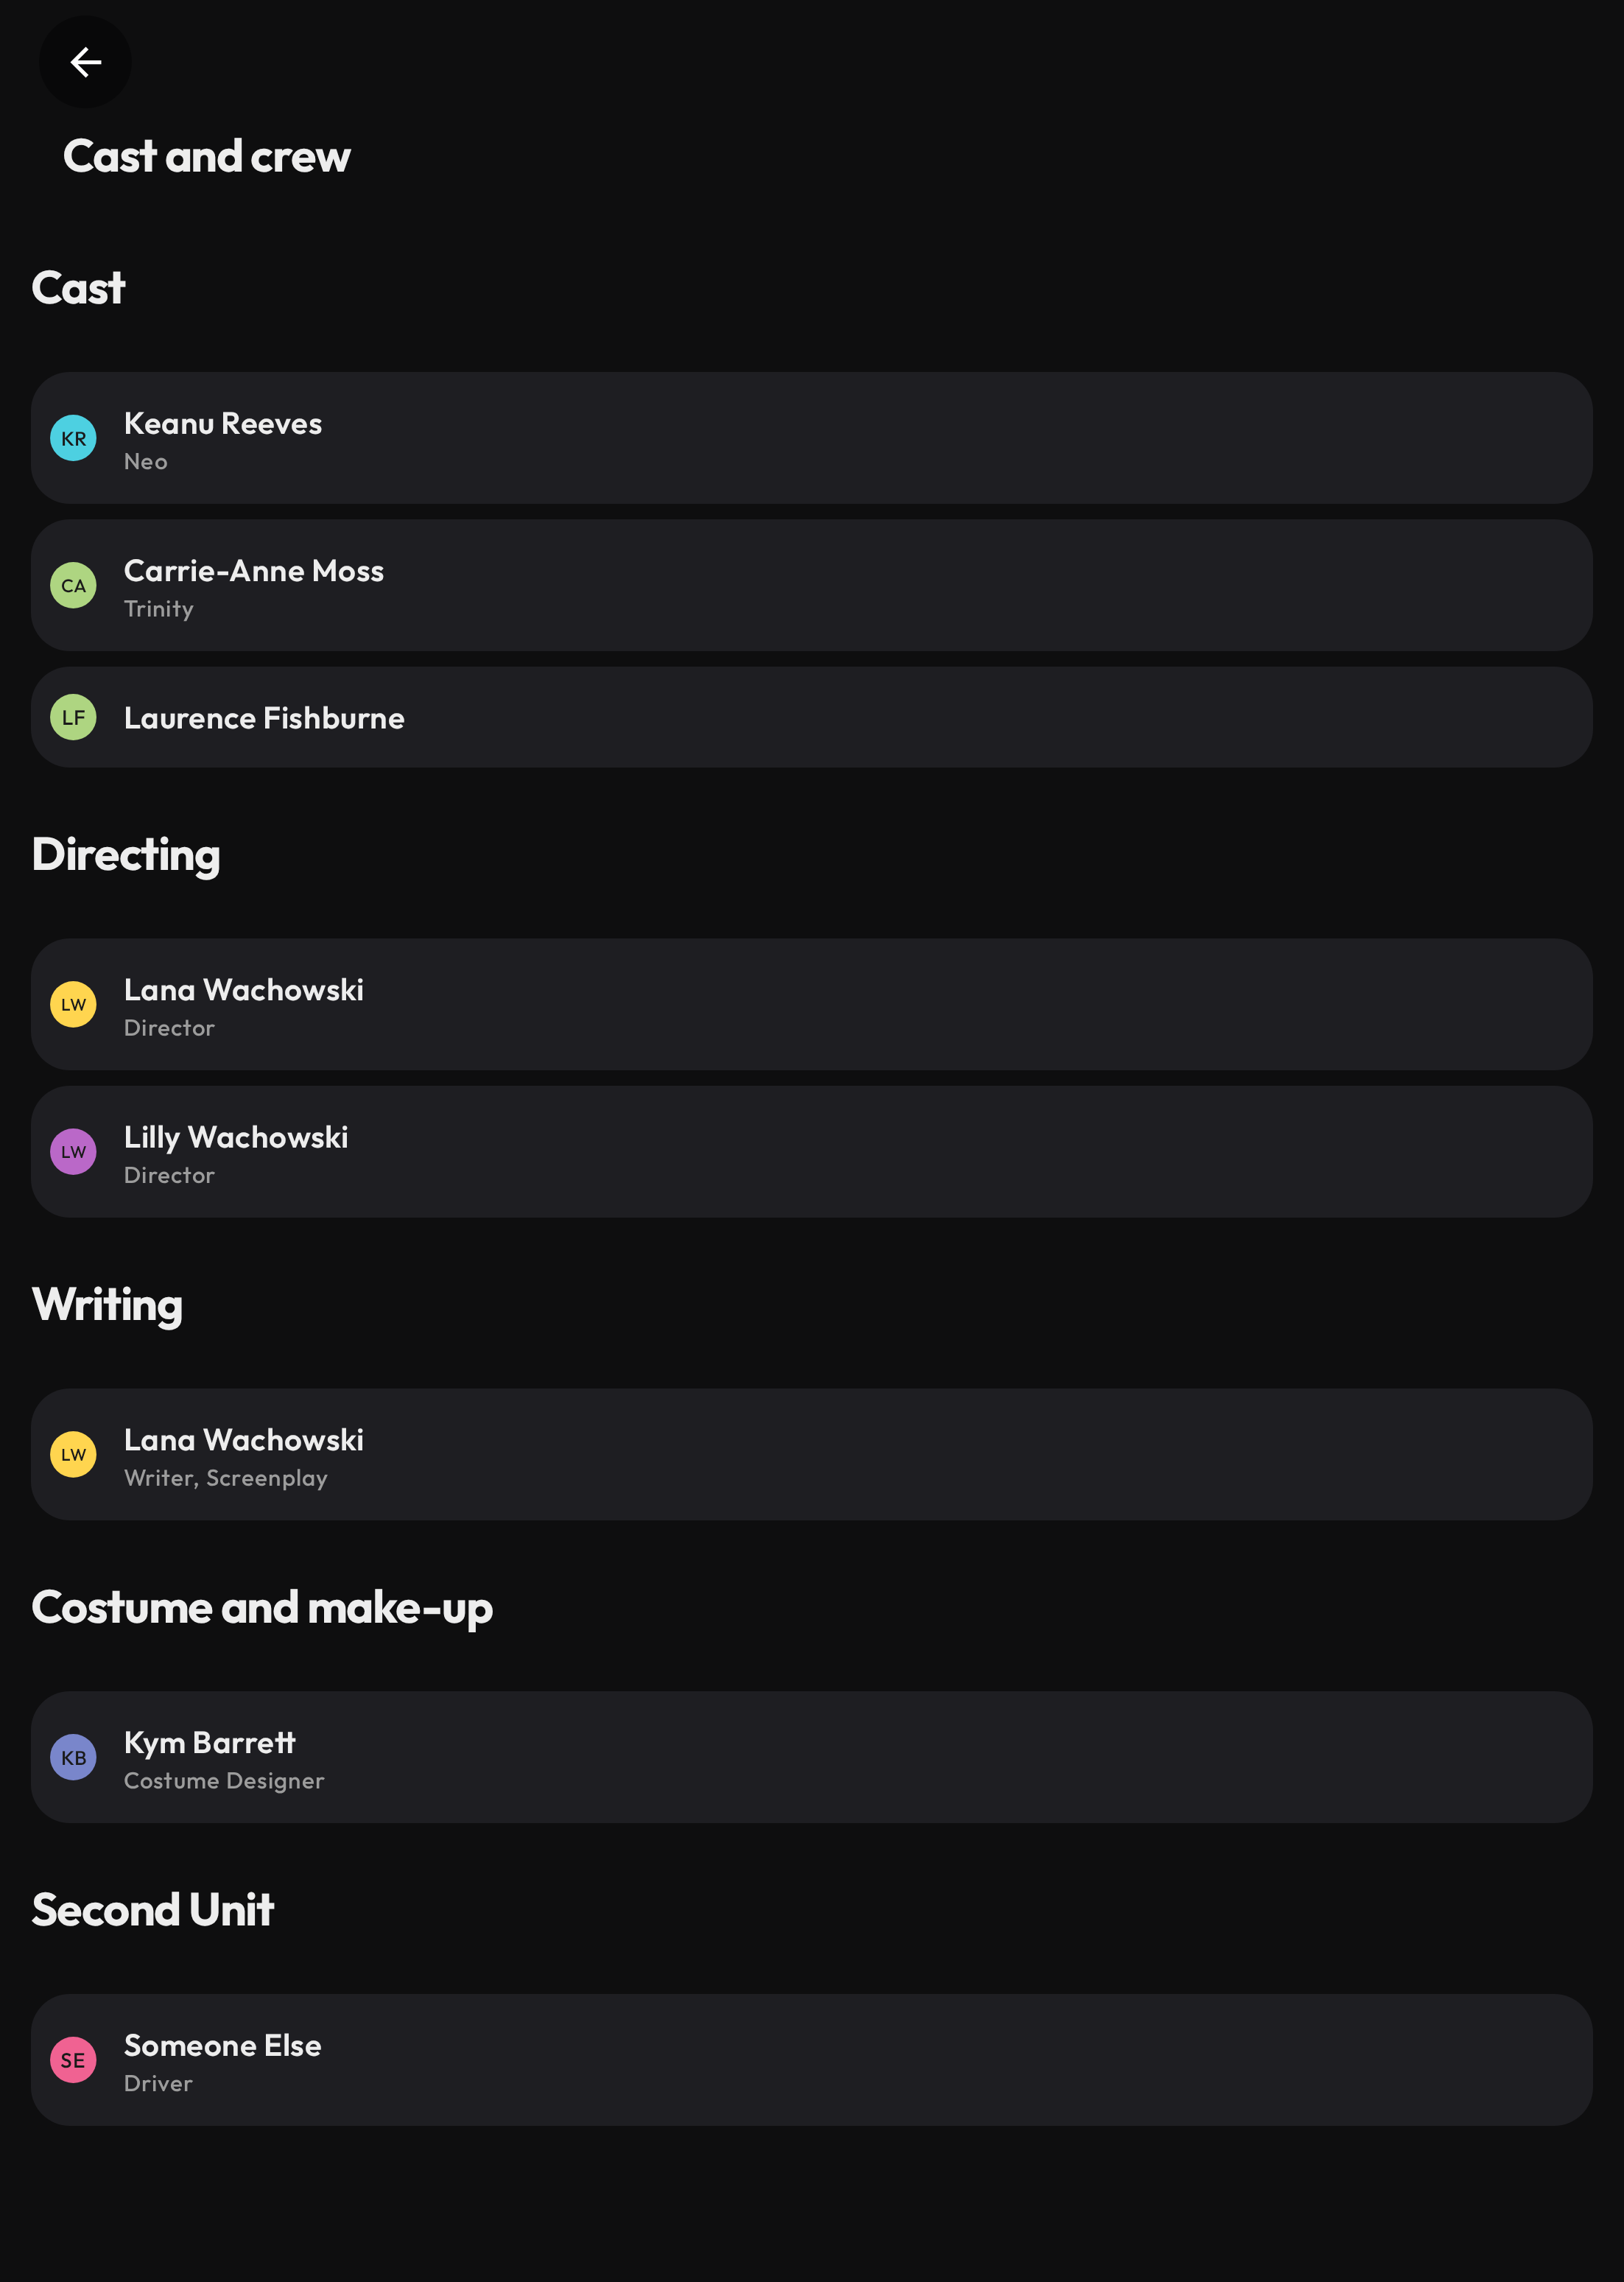 Cast and crew
Cast
KR
Keanu Reeves
Neo
CA
Carrie-Anne Moss
Trinity
LF
Laurence Fishburne
Directing
LW
Lana Wachowski
Director
LW
Lilly Wachowski
Director
Writing
LW
Lana Wachowski
Writer, Screenplay
Costume and make-up
KB
Kym Barrett
Costume Designer
Second Unit
SE
Someone Else
Driver